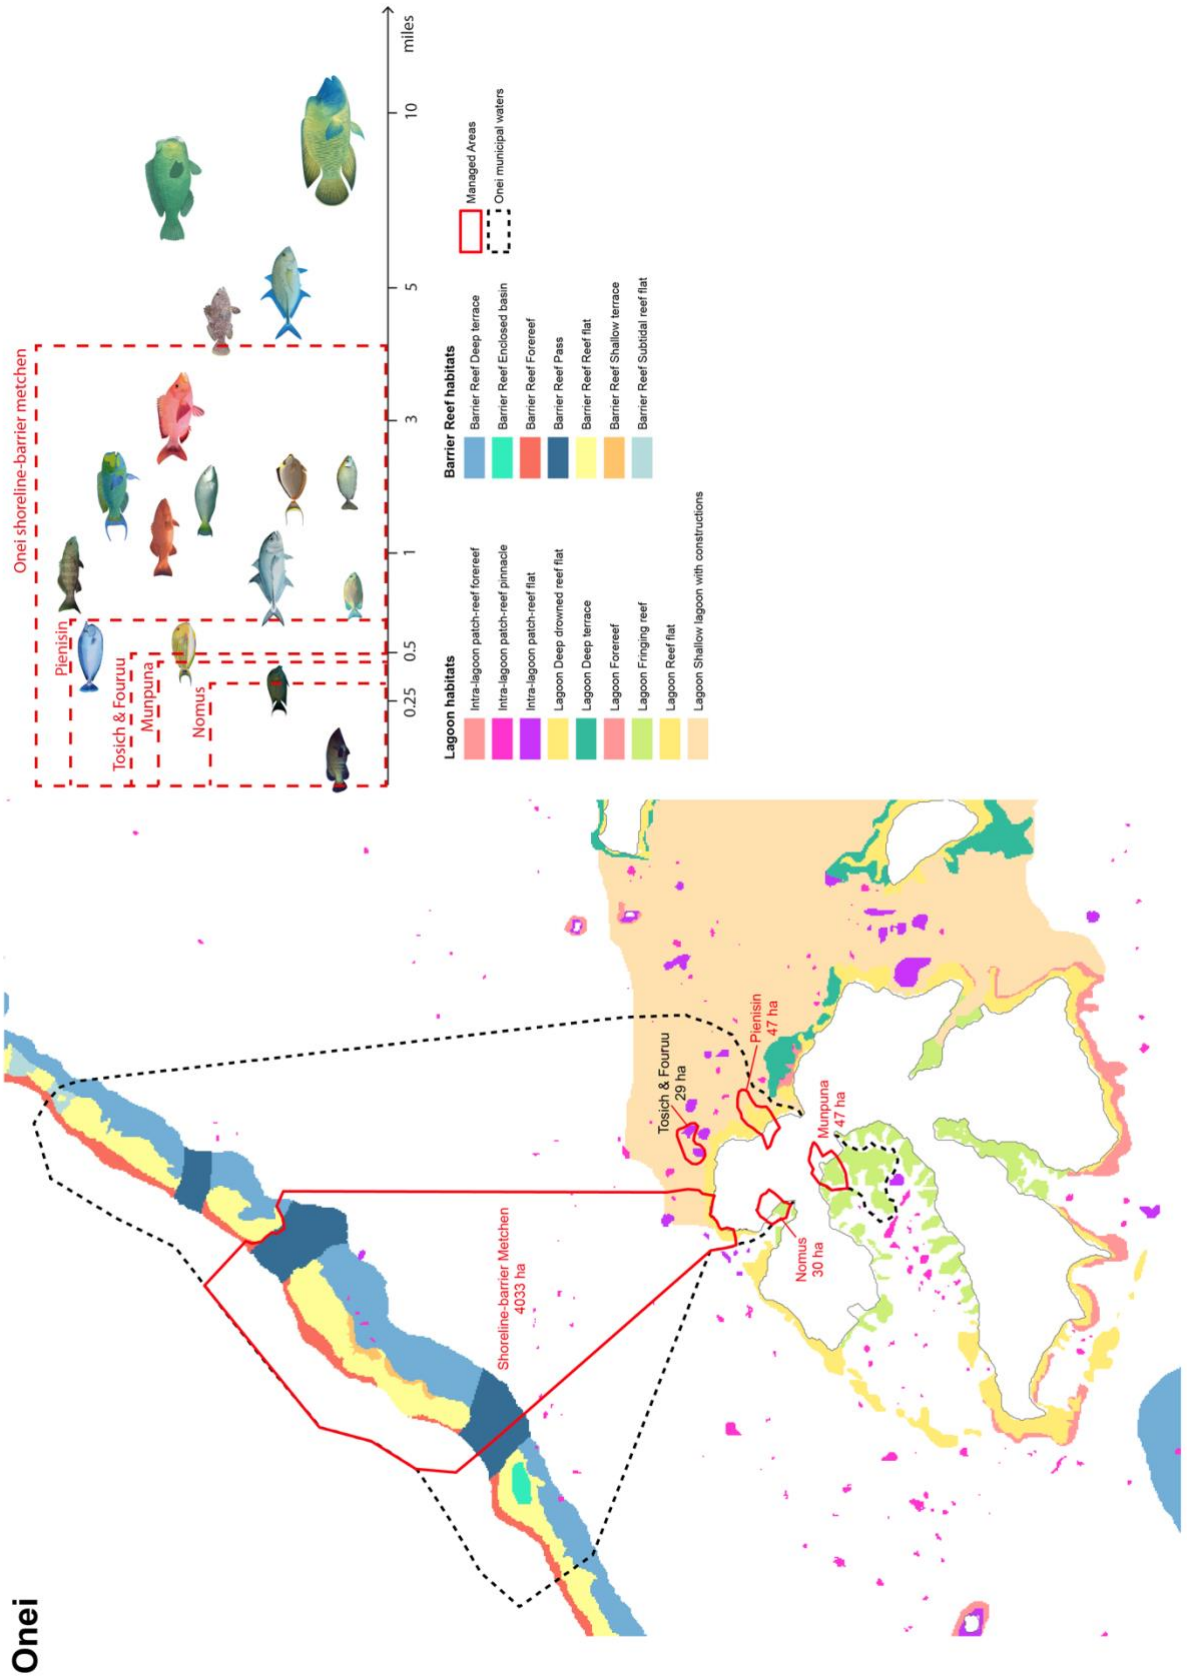 Onei
Onei shoreline-barrier metchen
Pienisin
Tosich & Fouruu
Munpuna
Nomus
0.25
0.5
1
3
5
10
miles
Lagoon habitats
Intra-lagoon patch-reef forereef
Intra-lagoon patch-reef pinnacle
Intra-lagoon patch-reef flat
Lagoon Deep drowned reef flat
Lagoon Deep terrace
Lagoon Forereef
Lagoon Fringing reef
Lagoon Reef flat
Lagoon Shallow lagoon with constructions
Barrier Reef habitats
Barrier Reef Deep terrace
Barrier Reef Enclosed basin
Barrier Reef Forereef
Barrier Reef Pass
Barrier Reef Reef flat
Barrier Reef Shallow terrace
Barrier Reef Subtidal reef flat
Managed Areas
Onei municipal waters
Shoreline-barrier Metchen
4033 ha
Tosich & Fouruu
29 ha
Pienisin
47 ha
Nomus
30 ha
Munpuna
47 ha